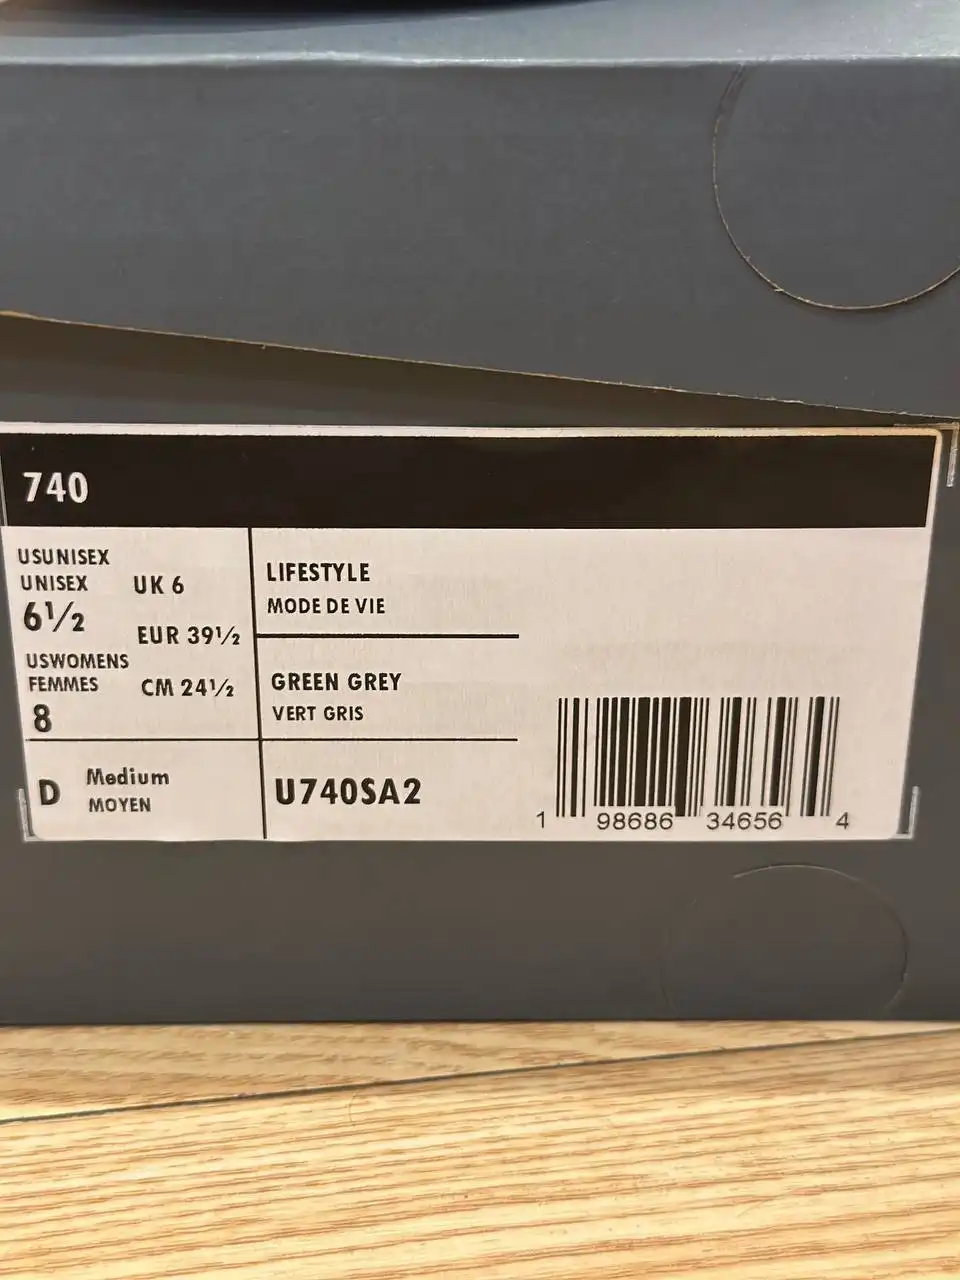 740
USUNISEX
UNISEX
6½
UK 6
EUR 39½
USWOMENS
FEMMES
8
CM 24½
D
Medium
MOYEN
LIFESTYLE
MODE DE VIE
GREEN GREY
VERT GRIS
U740SA2
1 98686 34656 4